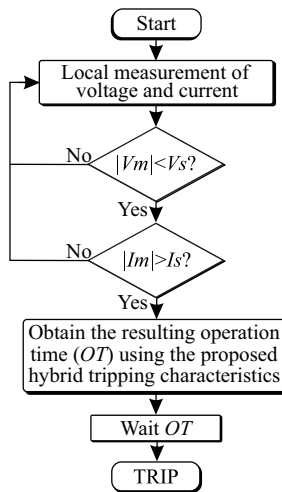 Start
Local measurement of
voltage and current
No
|Vm|<Vs?
Yes
No
|Im|>Is?
Yes
Obtain the resulting operation
time (OT) using the proposed
hybrid tripping characteristics
Wait OT
TRIP